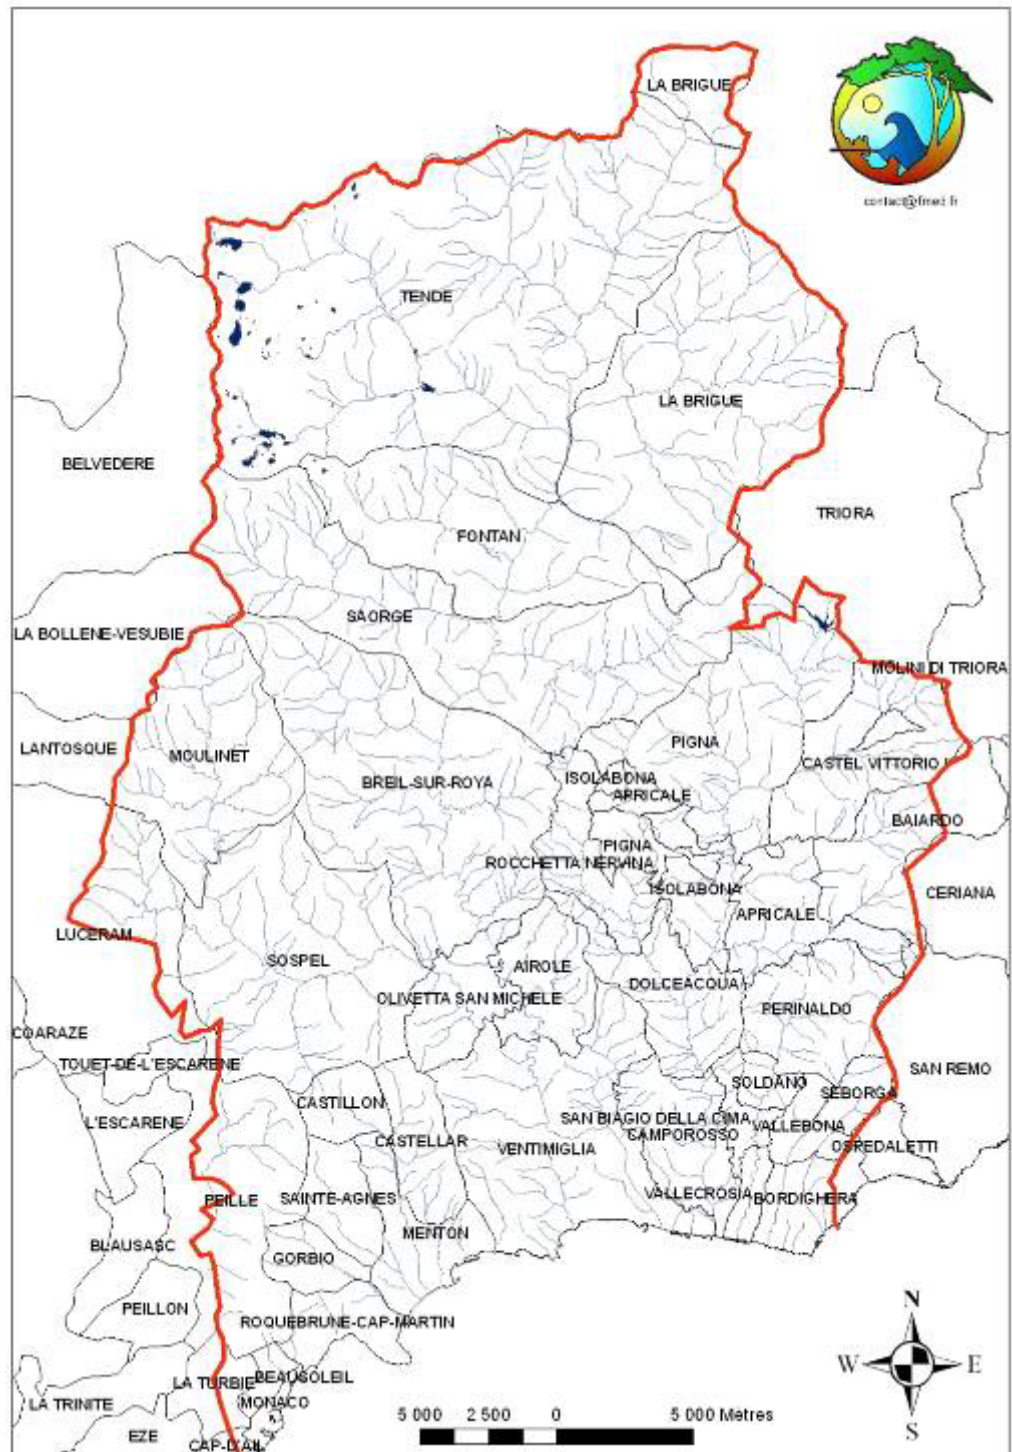 LA BRIGUE
contact@fmed.fr
TENDE
LA BRIGUE
BELVEDERE
TRIORA
FONTAN
SAORGE
LA BOLLENE-VESUBIE
MOLINI DI TRIORA
LANTOSQUE
MOULINET
PIGNA
CASTEL VITTORIO
ISOLABONA
BREIL-SUR-ROYA
APRICALE
BAIARDO
PIGNA
ROCCHETTA NERVINA
ISOLABONA
CERIANA
APRICALE
LUCERAM
SOSPEL
AIROLE
DOLCEACQUA
OLIVETTA SAN MICHELE
PERINALDO
COARAZE
TOUET-DE-L'ESCARENE
SAN REMO
SOLDANO
SEBORGA
CASTILLON
L'ESCARENE
SAN BIAGIO DELLA CIMA
VALLEBONA
CAMPOROSSO
CASTELLAR
VENTIMIGLIA
OSPEDALETTI
PEILLE
SAINTE-AGNES
VALLECROSIA
BORDIGHERA
MENTON
BLAUSASC
GORBIO
PEILLON
ROQUEBRUNE-CAP-MARTIN
N
W E
S
LA TURBIE
BEAUSOLEIL
LA TRINITE
MONACO
EZE
CAP-D'AIL
5 000 2 500 0 5 000 Metres